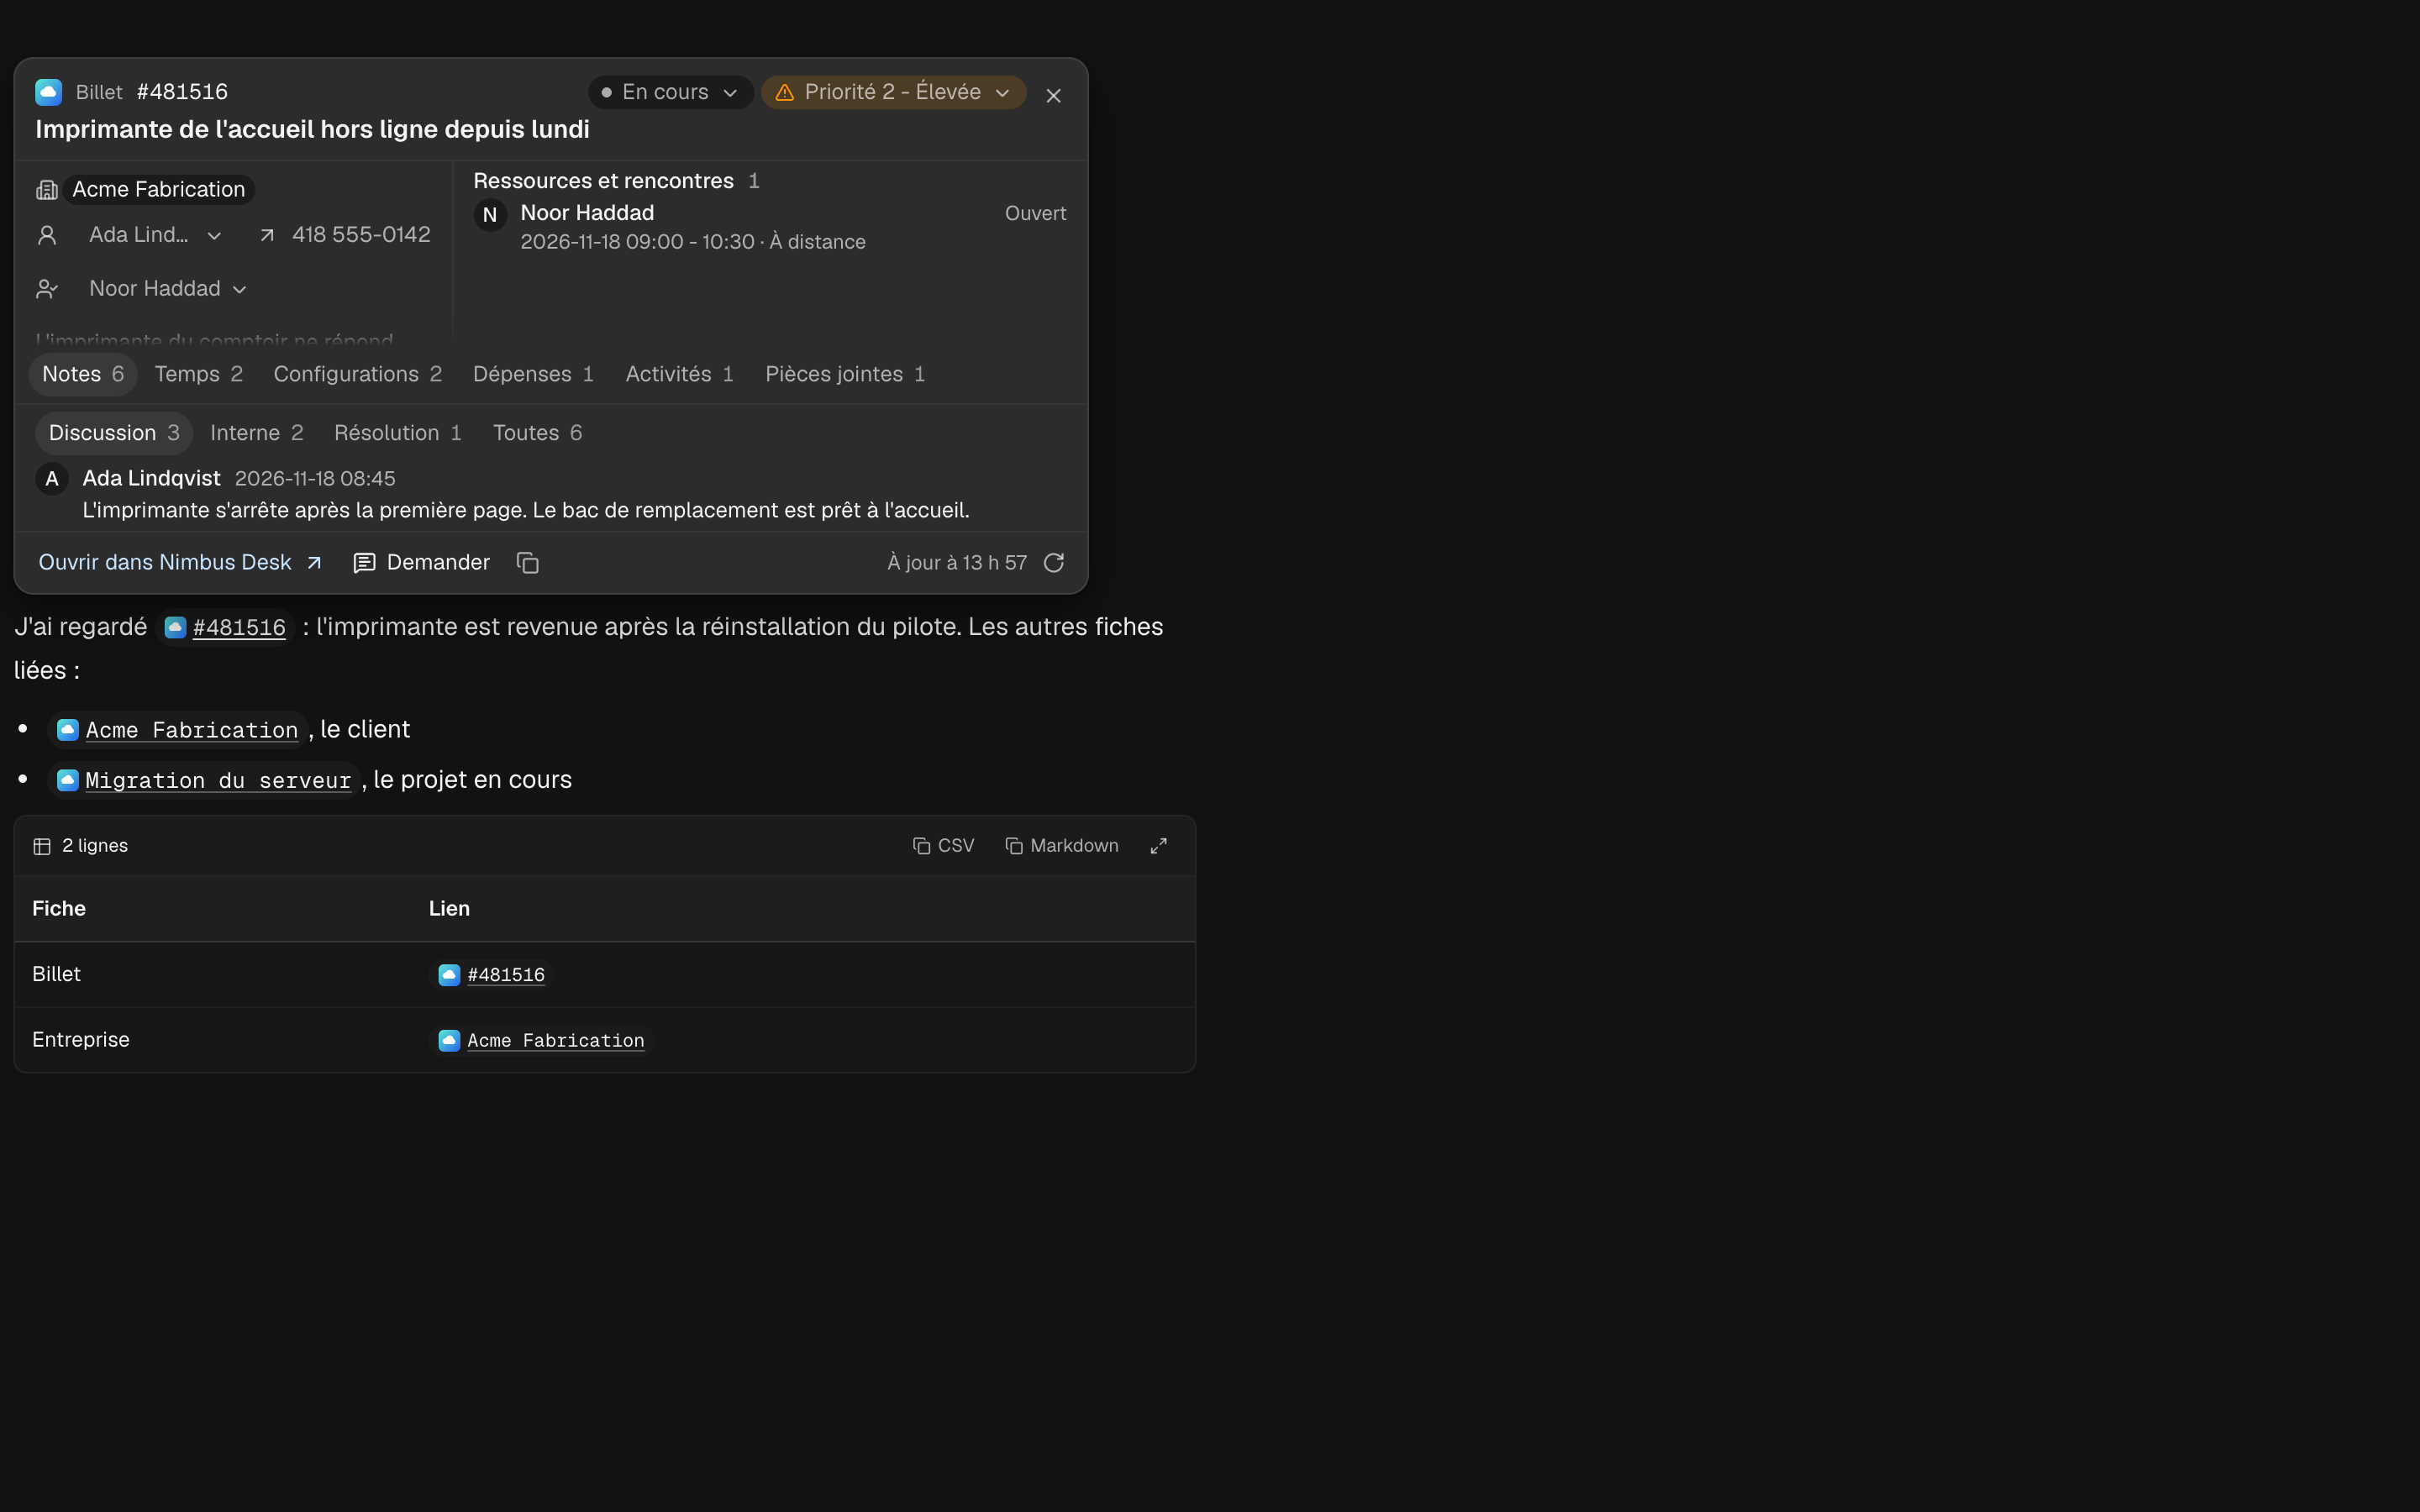 Billet #481516
En cours
Priorité 2 - Élevée
Imprimante de l'accueil hors ligne depuis lundi
Acme Fabrication
Ada Lind...
418 555-0142
Noor Haddad
L'imprimante du comptoir ne répond
Ressources et rencontres 1
N
Noor Haddad
Ouvert
2026-11-18 09:00 - 10:30 · À distance
Notes 6
Temps 2
Configurations 2
Dépenses 1
Activités 1
Pièces jointes 1
Discussion 3
Interne 2
Résolution 1
Toutes 6
A
Ada Lindqvist 2026-11-18 08:45
L'imprimante s'arrête après la première page. Le bac de remplacement est prêt à l'accueil.
Ouvrir dans Nimbus Desk
Demander
À jour à 13 h 57
J'ai regardé #481516 : l'imprimante est revenue après la réinstallation du pilote. Les autres fiches
liées :
• Acme Fabrication, le client
• Migration du serveur, le projet en cours
2 lignes
CSV
Markdown
Fiche Lien
Billet #481516
Entreprise Acme Fabrication